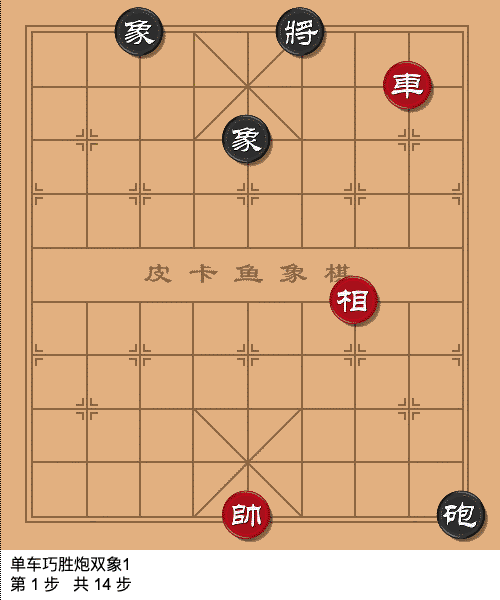 象 將
車
象
皮卡鱼象棋
相
帥 砲
单车巧胜炮双象1
第 1 步 共 14 步